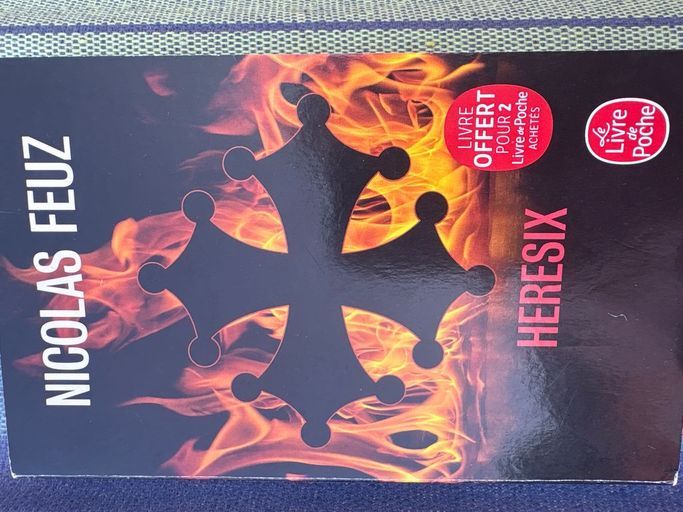 NICOLAS FEUZ
LIVRE
OFFERT
POUR 2
Livre de Poche
ACHETÉS
HERESIX
Le
Livre
de
Poche